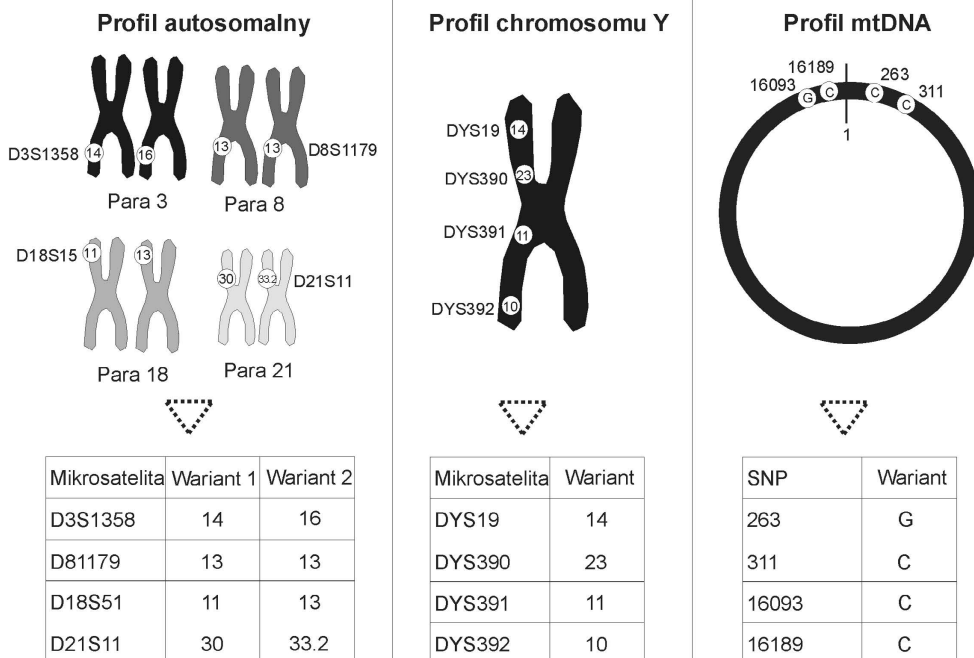 Profil autosomalny
D3S1358
14
16
Para 3
13
13
D8S1179
Para 8
D18S15
11
13
Para 18
30
33.2
D21S11
Para 21
Mikrosatelita Wariant 1 Wariant 2
D3S1358 14 16
D81179 13 13
D18S51 11 13
D21S11 30 33.2
Profil chromosomu Y
DYS19
14
DYS390
23
DYS391
11
DYS392
10
Mikrosatelita Wariant
DYS19 14
DYS390 23
DYS391 11
DYS392 10
Profil mtDNA
16093
16189
263
311
G
C
C
C
1
SNP Wariant
263 G
311 C
16093 C
16189 C